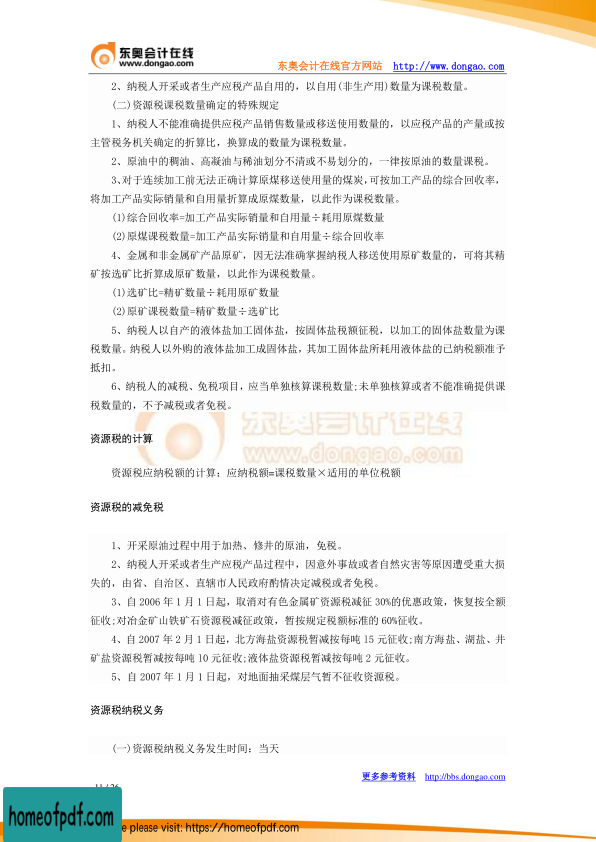 东奥会计在线
www.dongao.com
东奥会计在线官方网站 http://www.dongao.com
2、纳税人开采或者生产应税产品自用的，以自用(非生产用)数量为课税数量。
(二)资源税课税数量确定的特殊规定
1、纳税人不能准确提供应税产品销售数量或移送使用数量的，以应税产品的产量或按
主管税务机关确定的折算比，换算成的数量为课税数量。
2、原油中的稠油、高凝油与稀油划分不清或不易划分的，一律按原油的数量课税。
3、对于连续加工前无法正确计算原煤移送使用量的煤炭,可按加工产品的综合回收率，
将加工产品实际销量和自用量折算成原煤数量，以此作为课税数量。
(1)综合回收率=加工产品实际销量和自用量÷耗用原煤数量
(2)原煤课税数量=加工产品实际销量和自用量÷综合回收率
4、金属和非金属矿产品原矿，因无法准确掌握纳税人移送使用原矿数量的，可将其精
矿按选矿比折算成原矿数量，以此作为课税数量。
(1)选矿比=精矿数量÷耗用原矿数量
(2)原矿课税数量=精矿数量÷选矿比
5、纳税人以自产的液体盐加工固体盐，按固体盐税额征税，以加工的固体盐数量为课
税数量。纳税人以外购的液体盐加工成固体盐，其加工固体盐所耗用液体盐的已纳税额准予
抵扣。
6、纳税人的减税、免税项目，应当单独核算课税数量;未单独核算或者不能准确提供课
税数量的，不予减税或者免税。
东奥会计在线
www.dongao.com
资源税的计算
资源税应纳税额的计算：应纳税额=课税数量×适用的单位税额
资源税的减免税
1、开采原油过程中用于加热、修井的原油，免税。
2、纳税人开采或者生产应税产品过程中，因意外事故或者自然灾害等原因遭受重大损
失的，由省、自治区、直辖市人民政府酌情决定减税或者免税。
3、自 2006 年 1 月 1 日起，取消对有色金属矿资源税减征 30%的优惠政策，恢复按全额
征收;对冶金矿山铁矿石资源税减征政策，暂按规定税额标准的 60%征收。
4、自 2007 年 2 月 1 日起，北方海盐资源税暂减按每吨 15 元征收;南方海盐、湖盐、井
矿盐资源税暂减按每吨 10 元征收;液体盐资源税暂减按每吨 2 元征收。
5、自 2007 年 1 月 1 日起，对地面抽采煤层气暂不征收资源税。
资源税纳税义务
(一)资源税纳税义务发生时间：当天
更多参考资料 http://bbs.dongao.com
11 / 26
homeofpdf.com
e please visit: https://homeofpdf.com